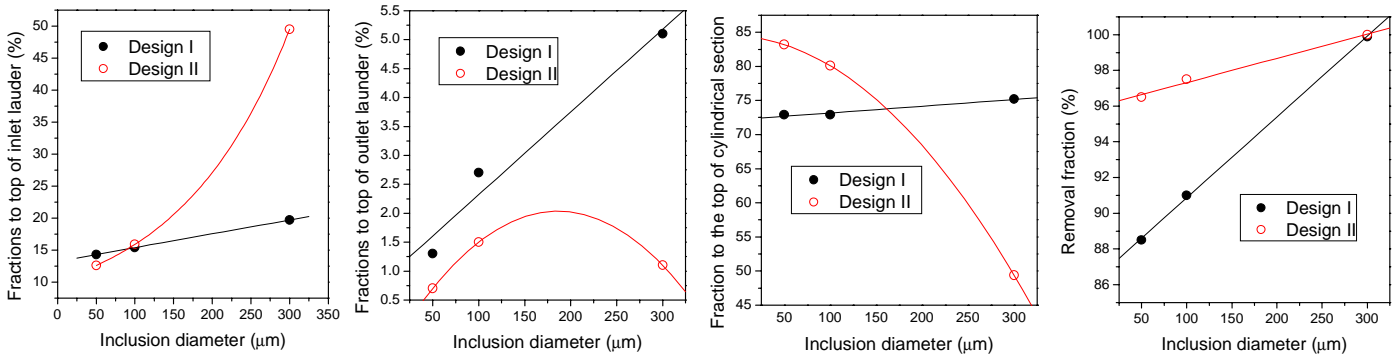 Fractions to top of inlet lauder (%)
50
45
40
35
30
25
20
15
10
Design I
Design II
0 50 100 150 200 250 300 350
Inclusion diameter (μm)
Fractions to top of outlet launder (%)
5.5
5.0
4.5
4.0
3.5
3.0
2.5
2.0
1.5
1.0
0.5
Design I
Design II
50 100 150 200 250 300
Inclusion diameter (μm)
Fraction to the top of cylindrical section
85
80
75
70
65
60
55
50
45
Design I
Design II
50 100 150 200 250 300
Inclusion diameter (μm)
Removal fraction (%)
100
98
96
94
92
90
88
86
Design I
Design II
50 100 150 200 250 300
Inclusion diameter (μm)